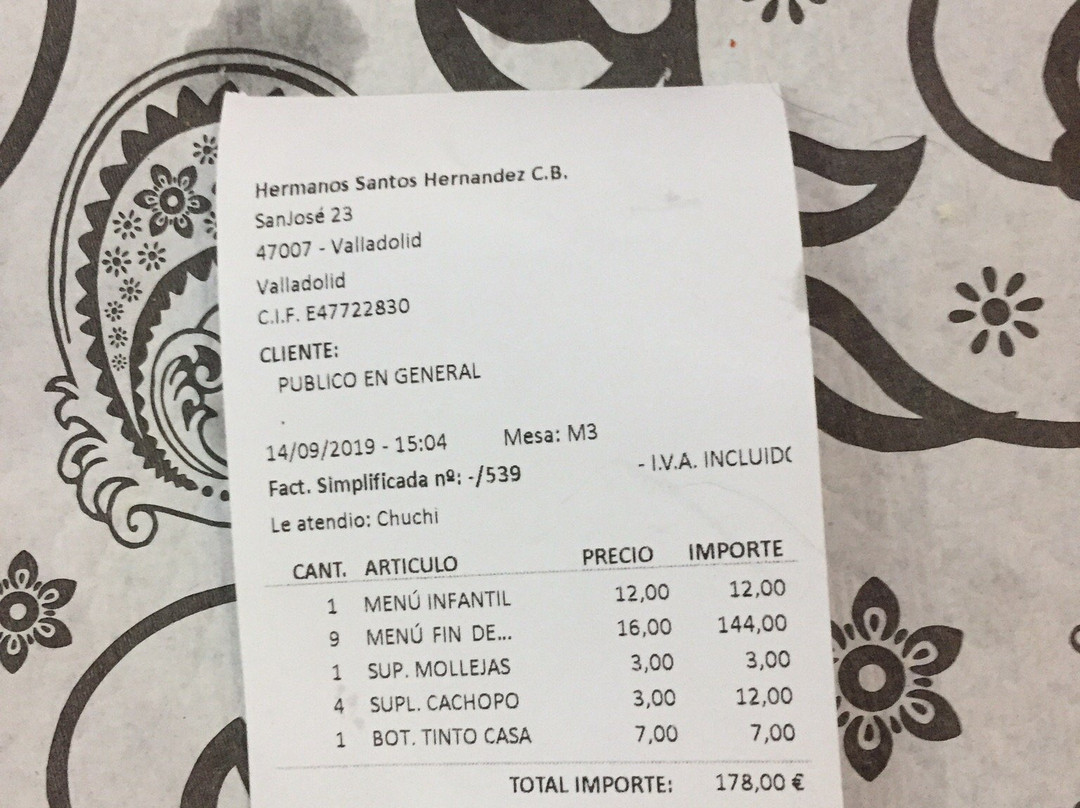 Hermanos Santos Hernandez C.B.
SanJosé 23
47007 - Valladolid
Valladolid
C.I.F. E47722830
CLIENTE:
PUBLICO EN GENERAL
.
14/09/2019 - 15:04 Mesa: M3
Fact. Simplificada nº: -/539 - I.V.A. INCLUIDO
Le atendio: Chuchi
CANT. ARTICULO PRECIO IMPORTE
1 MENÚ INFANTIL 12,00 12,00
9 MENÚ FIN DE... 16,00 144,00
1 SUP. MOLLEJAS 3,00 3,00
4 SUPL. CACHOPO 3,00 12,00
1 BOT. TINTO CASA 7,00 7,00
TOTAL IMPORTE: 178,00 €